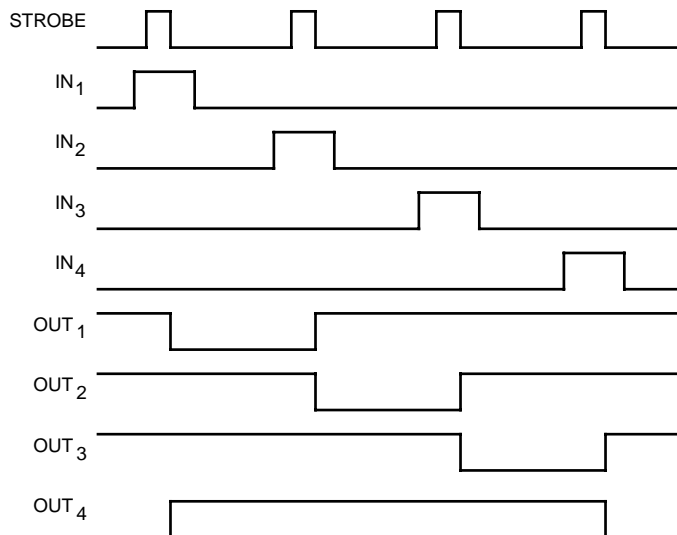 STROBE
IN1
IN2
IN3
IN4
OUT1
OUT2
OUT3
OUT4